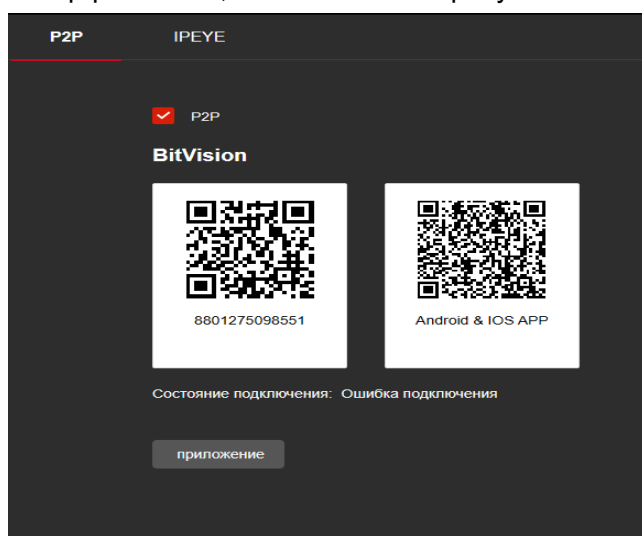 P2P IPEYE
P2P
BitVision
8801275098551
Android & IOS APP
Состояние подключения: Ошибка подключения
приложение